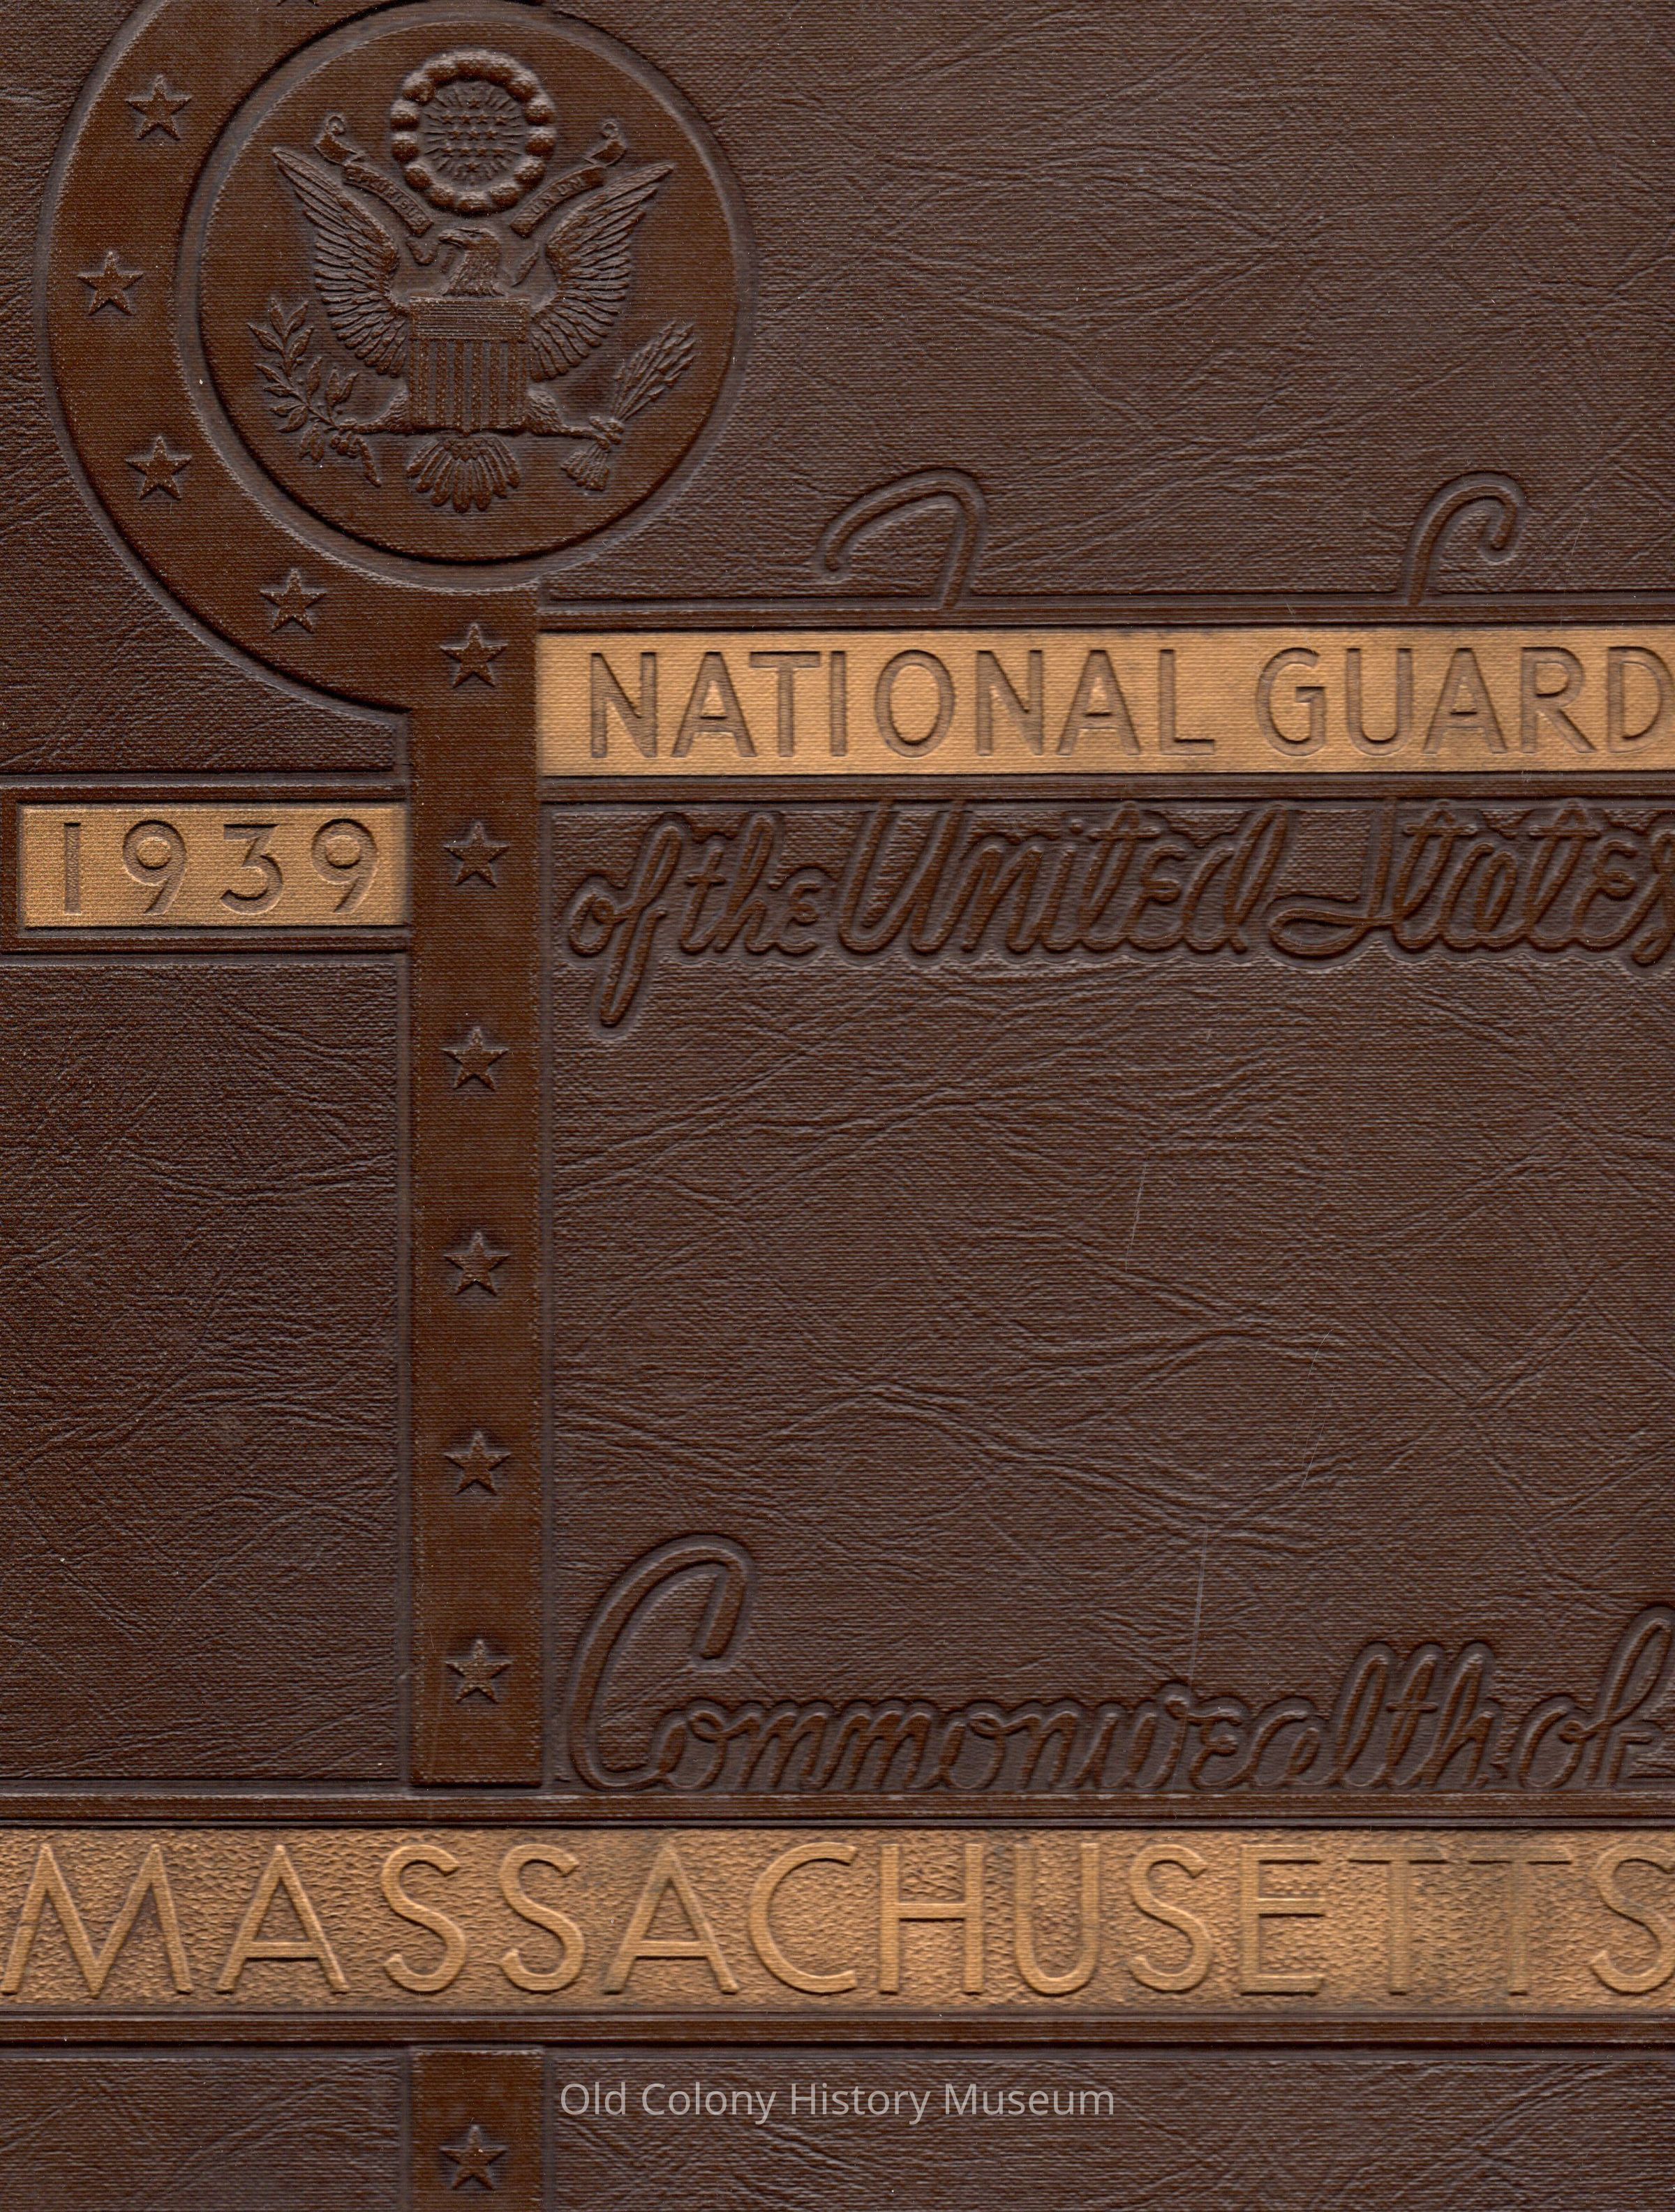 NATIONAL GUARD
1939
of the United States
Commonwealth of
MASSACHUSETTS
Old Colony History Museum